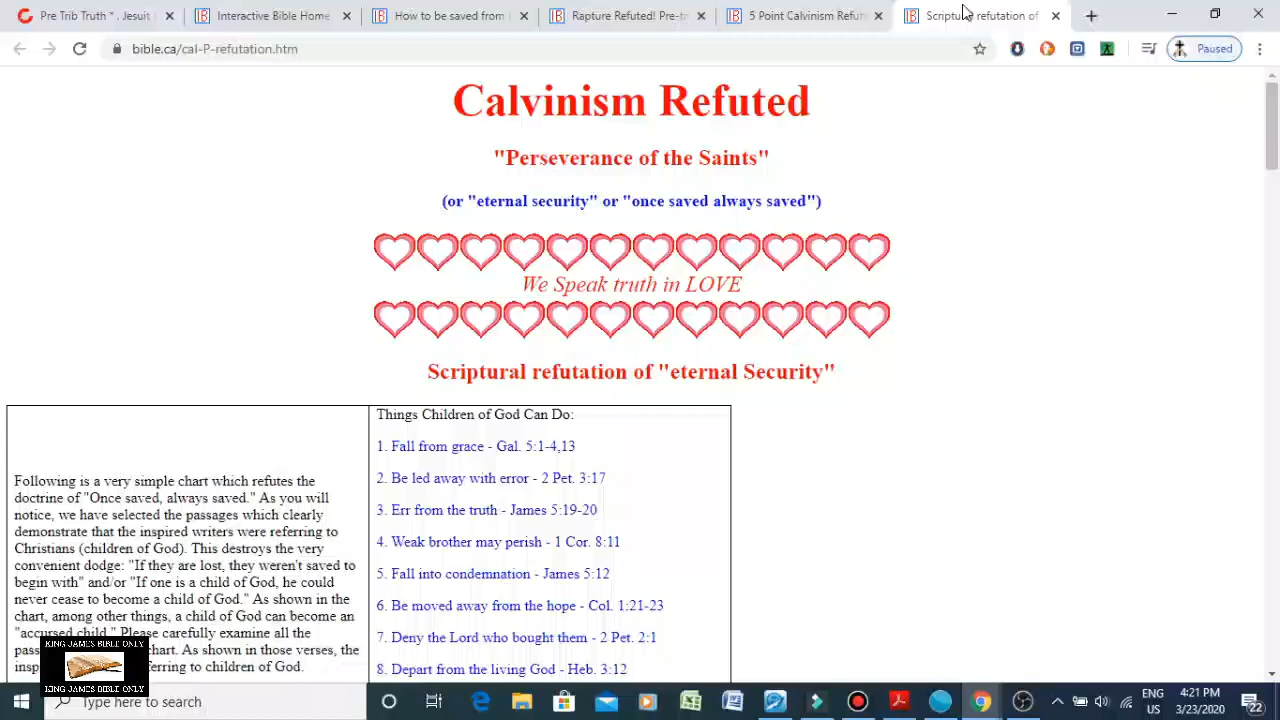 Pre Trib Truth *. Jesuit
Interactive Bible Home
How to be saved from
Rapture Refuted! Pre-t
5 Point Calvinism Refut
Scriptu refutation of
bible.ca/cal-P-refutation.htm
Paused
Calvinism Refuted
"Perseverance of the Saints"
(or "eternal security" or "once saved always saved")
We Speak truth in LOVE
Scriptural refutation of "eternal Security"
Following is a very simple chart which refutes the
doctrine of "Once saved, always saved." As you will
notice, we have selected the passages which clearly
demonstrate that the inspired writers were referring to
Christians (children of God). This destroys the very
convenient dodge: "If they are lost, they weren't saved to
begin with" and/or "If one is a child of God, he could
never cease to become a child of God." As shown in the
chart, among other things, a child of God can become an
"accursed child." Please carefully examine all the
pass chart. As shown in those verses, the
insp ferring to children of God.
Things Children of God Can Do:
1. Fall from grace - Gal. 5:1-4,13
2. Be led away with error - 2 Pet. 3:17
3. Err from the truth - James 5:19-20
4. Weak brother may perish - 1 Cor. 8:11
5. Fall into condemnation - James 5:12
6. Be moved away from the hope - Col. 1:21-23
7. Deny the Lord who bought them - 2 Pet. 2:1
8. Depart from the living God - Heb. 3:12
KING JAMES BIBLE ONLY
KING JAMES BIBLE ONLY
Type here to search
ENG
US
4:21 PM
3/23/2020
22